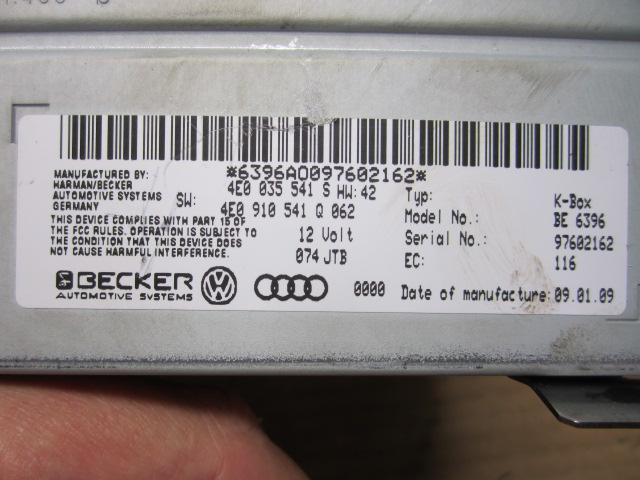 *6396A0097602162*
MANUFACTURED BY:
HARMAN/BECKER
AUTOMOTIVE SYSTEMS
GERMANY
THIS DEVICE COMPLIES WITH PART 15 OF
THE FCC RULES. OPERATION IS SUBJECT TO
THE CONDITION THAT THIS DEVICE DOES
NOT CAUSE HARMFUL INTERFERENCE.
4E0 035 541 S HW:42
SW: 4E0 910 541 Q 062
12 Volt
074 JTB
Typ: K-Box
Model No.: BE 6396
Serial No.: 97602162
EC: 116
BECKER
AUTOMOTIVE SYSTEMS
VW
0000 Date of manufacture: 09.01.09